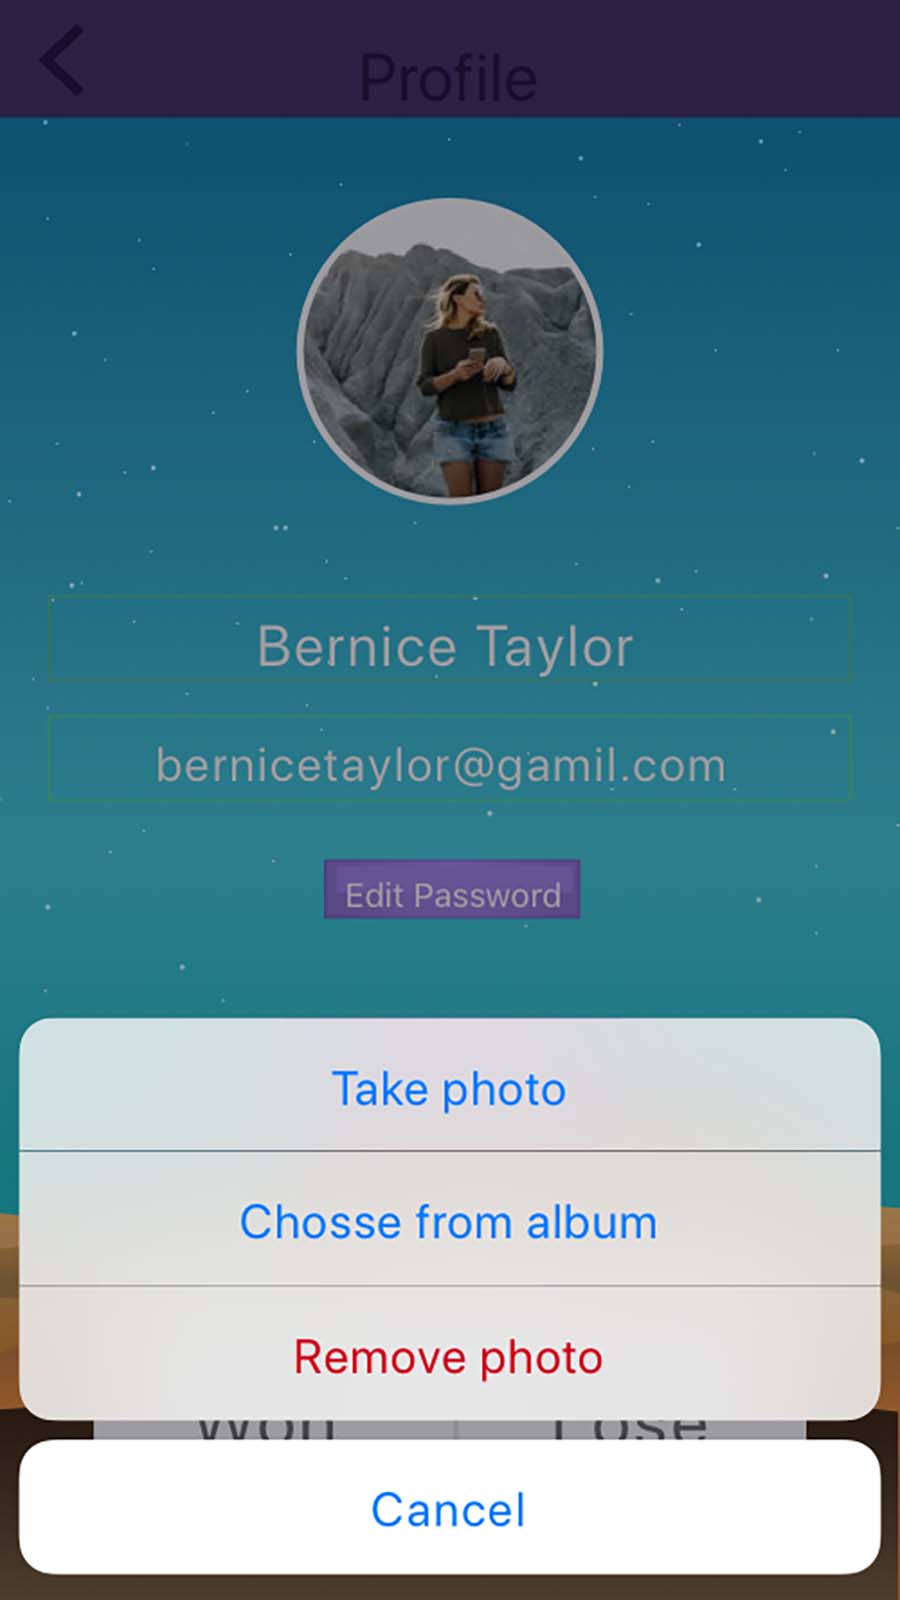 Profile
Bernice Taylor
bernicetaylor@gamil.com
Edit Password
Take photo
Chosse from album
Remove photo
Won Lose
Cancel